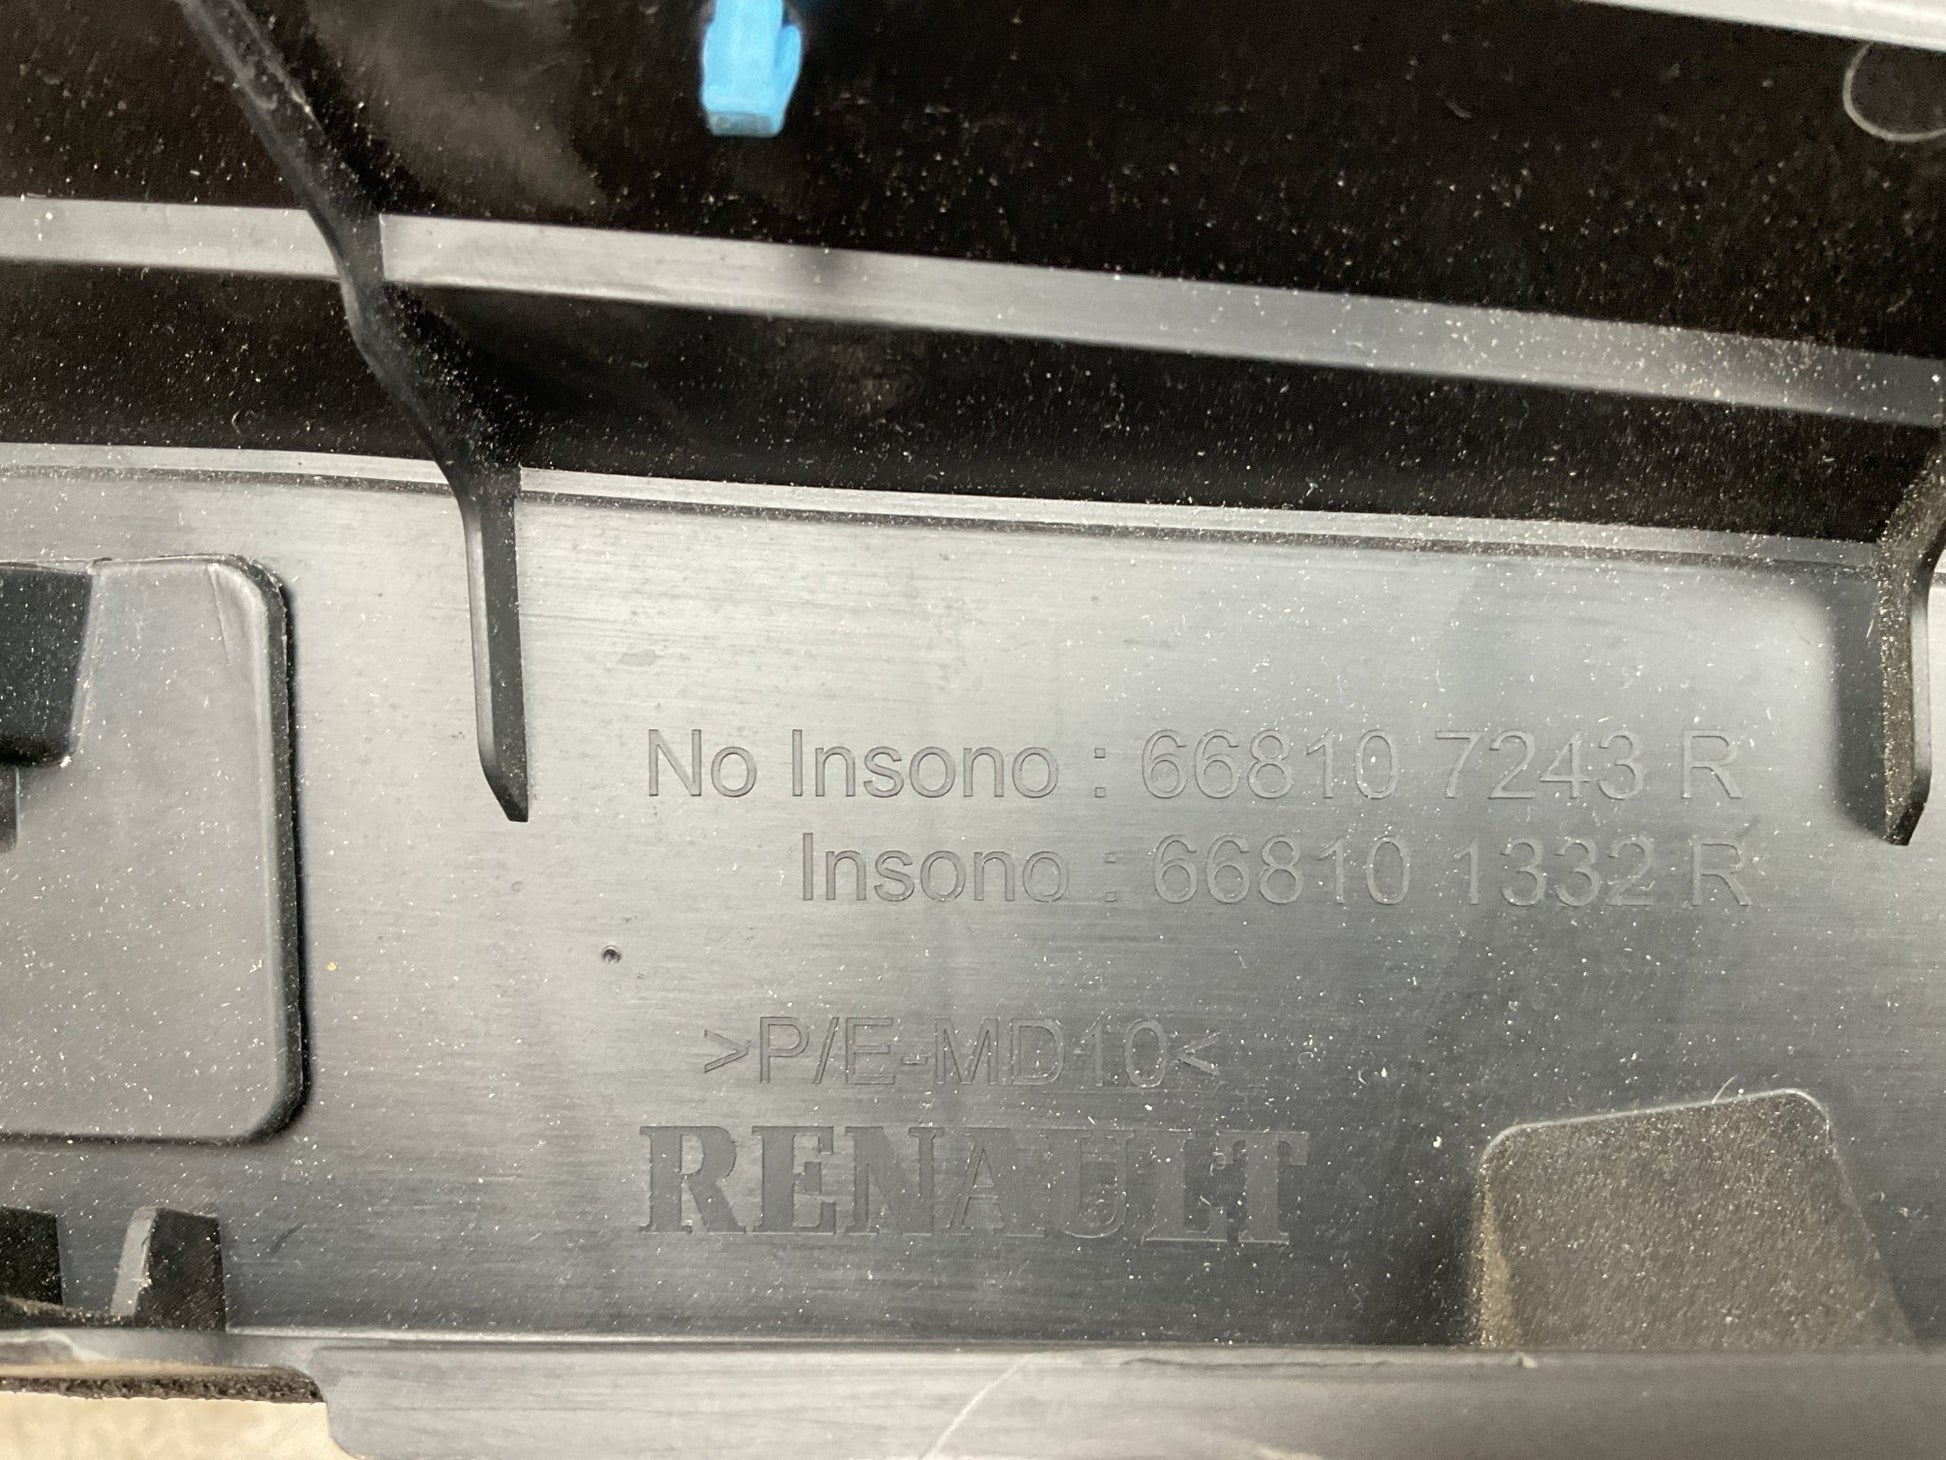 No Insono : 66810 7243 R
Insono : 66810 1332 R
>P/E-MD10<
RENAULT